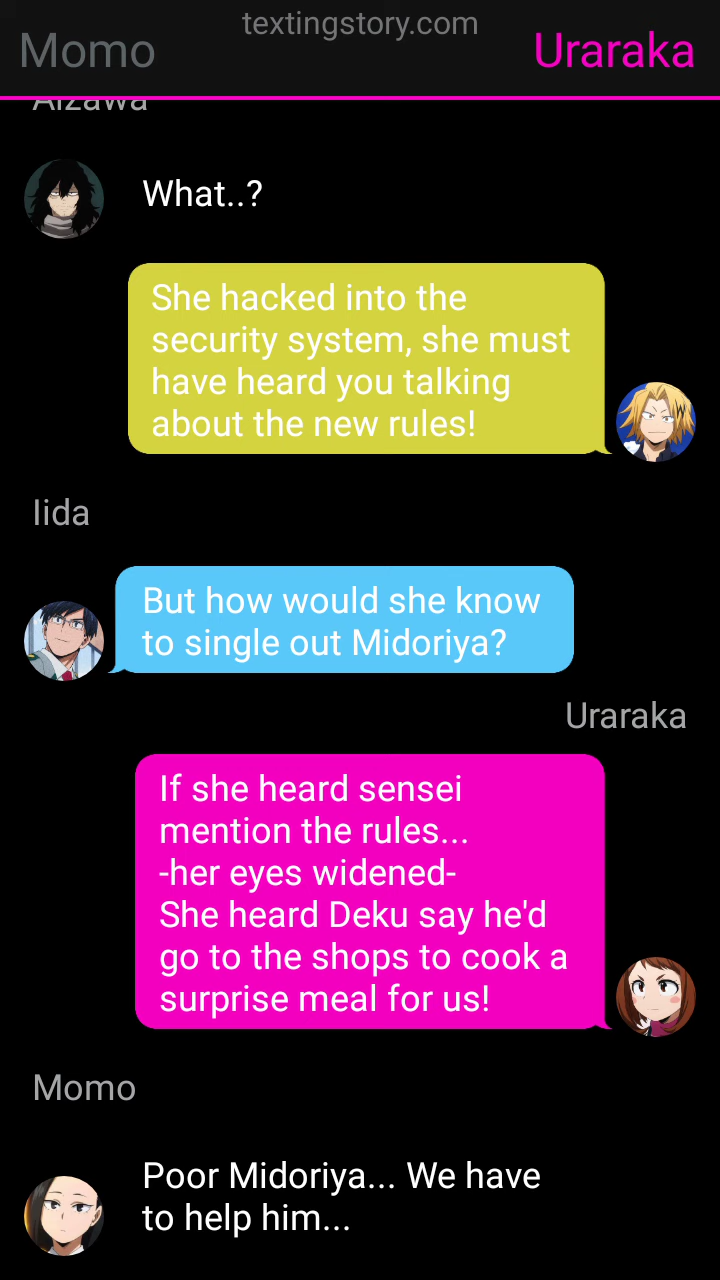 textingstory.com
Momo
Uraraka
Aizawa
What..?
She hacked into the
security system, she must
have heard you talking
about the new rules!
Iida
But how would she know
to single out Midoriya?
Uraraka
If she heard sensei
mention the rules...
-her eyes widened-
She heard Deku say he'd
go to the shops to cook a
surprise meal for us!
Momo
Poor Midoriya... We have
to help him...